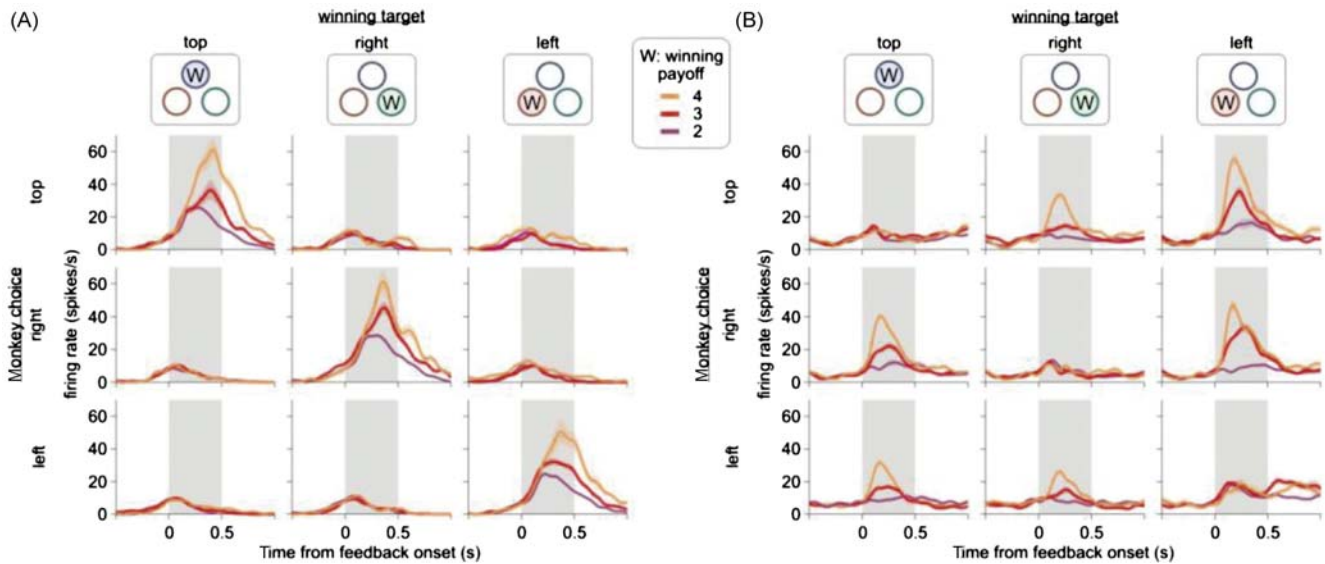 (A)
winning target
top
right
left
W
W
W
W: winning
payoff
4
3
2
Monkey choice
firing rate (spikes/s)
top
60
40
20
0
right
60
40
20
0
left
60
40
20
0
0
0.5
0
0.5
0
0.5
Time from feedback onset (s)
(B)
winning target
top
right
left
W
W
W
Monkey choice
firing rate (spikes/s)
top
60
40
20
0
right
60
40
20
0
left
60
40
20
0
0
0.5
0
0.5
0
0.5
Time from feedback onset (s)